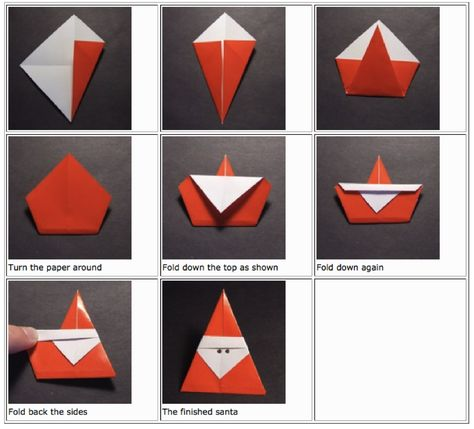 Turn the paper around
Fold down the top as shown
Fold down again
Fold back the sides
The finished santa